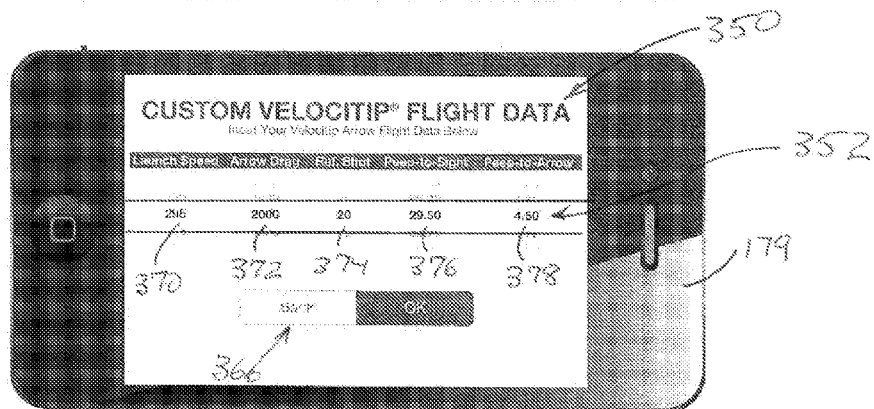 350
CUSTOM VELOCITIP® FLIGHT DATA
Insert Your Velocitip Arrow Flight Data Below
352
Launch Speed Arrow Drag Ref. Shot Peep-to-Sight Peep-to-Arrow
295 2000 20 29.50 4.50
179
370 372 374 376 378
Back OK
366